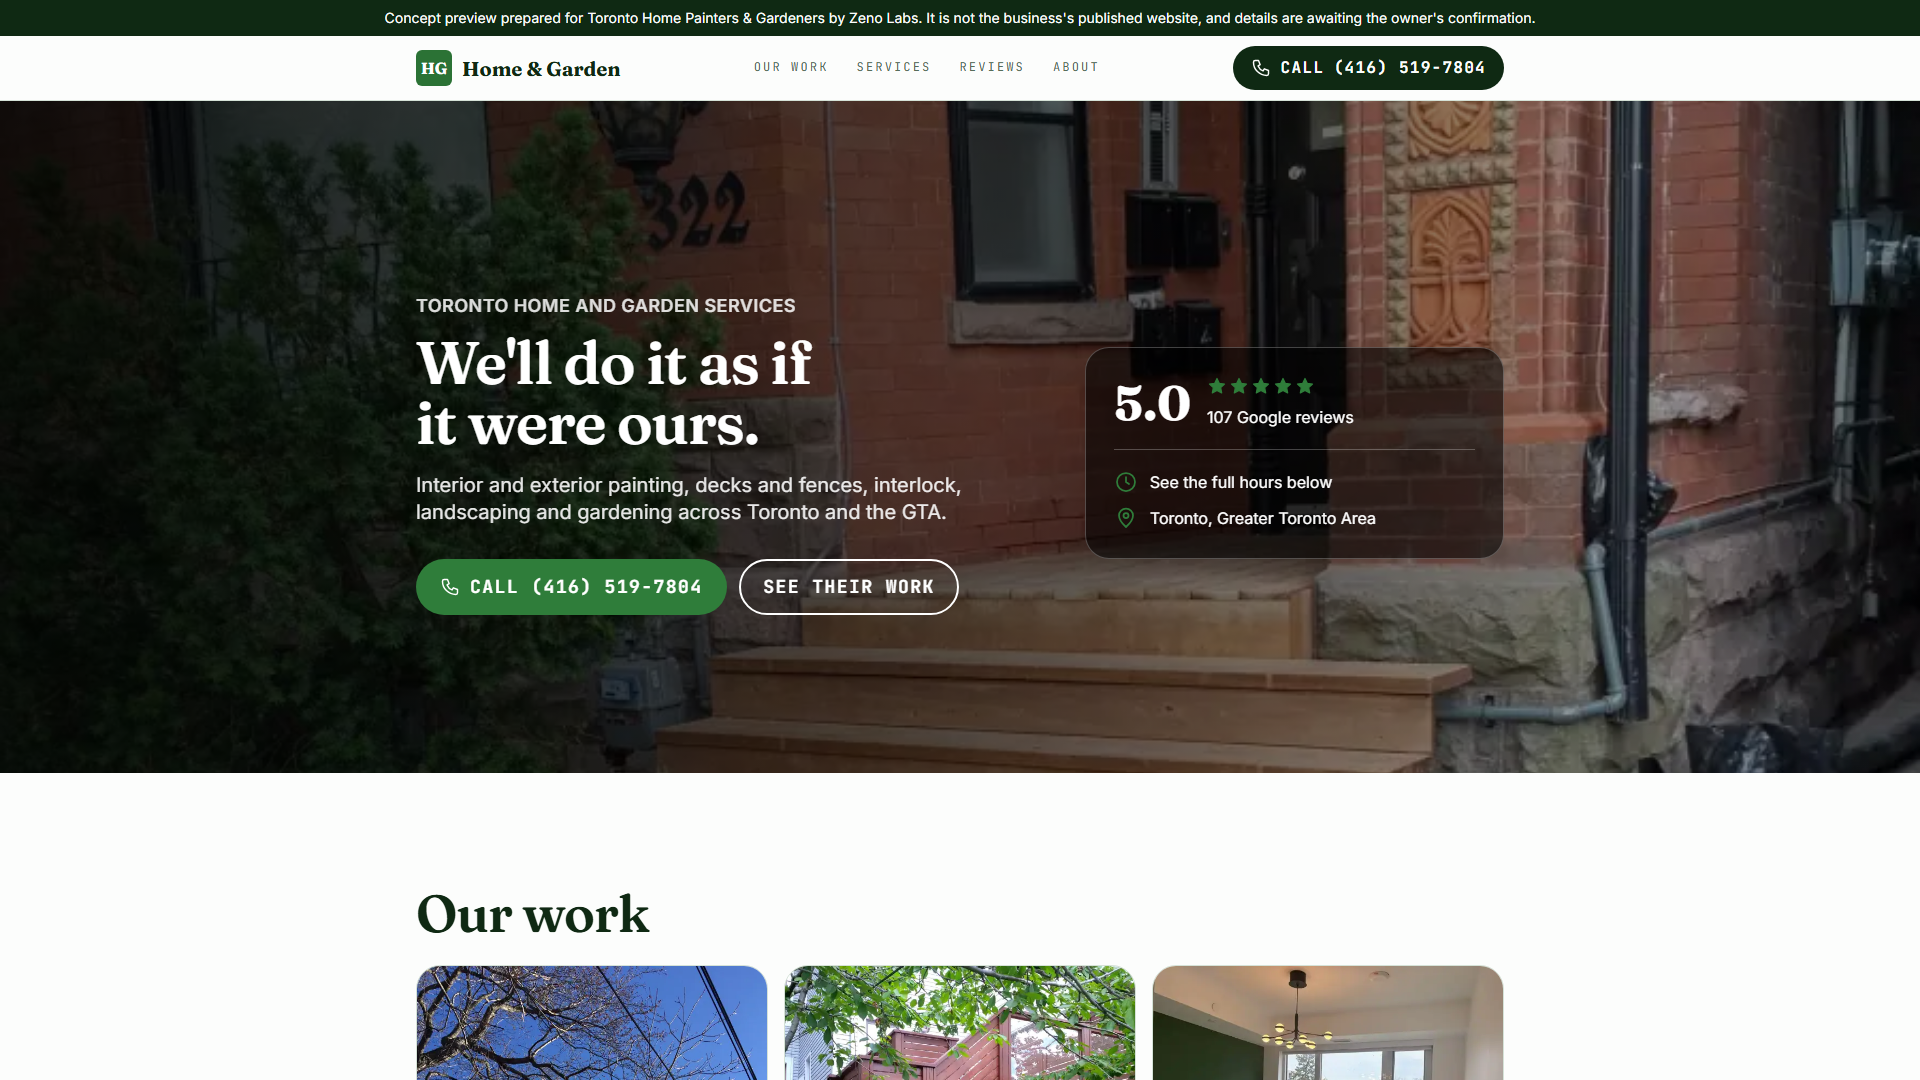 Concept preview prepared for Toronto Home Painters & Gardeners by Zeno Labs. It is not the business's published website, and details are awaiting the owner's confirmation.
HG Home & Garden
OUR WORK SERVICES REVIEWS ABOUT
CALL (416) 519-7804
322
TORONTO HOME AND GARDEN SERVICES
We'll do it as if
it were ours.
Interior and exterior painting, decks and fences, interlock,
landscaping and gardening across Toronto and the GTA.
CALL (416) 519-7804
SEE THEIR WORK
5.0
107 Google reviews
See the full hours below
Toronto, Greater Toronto Area
Our work